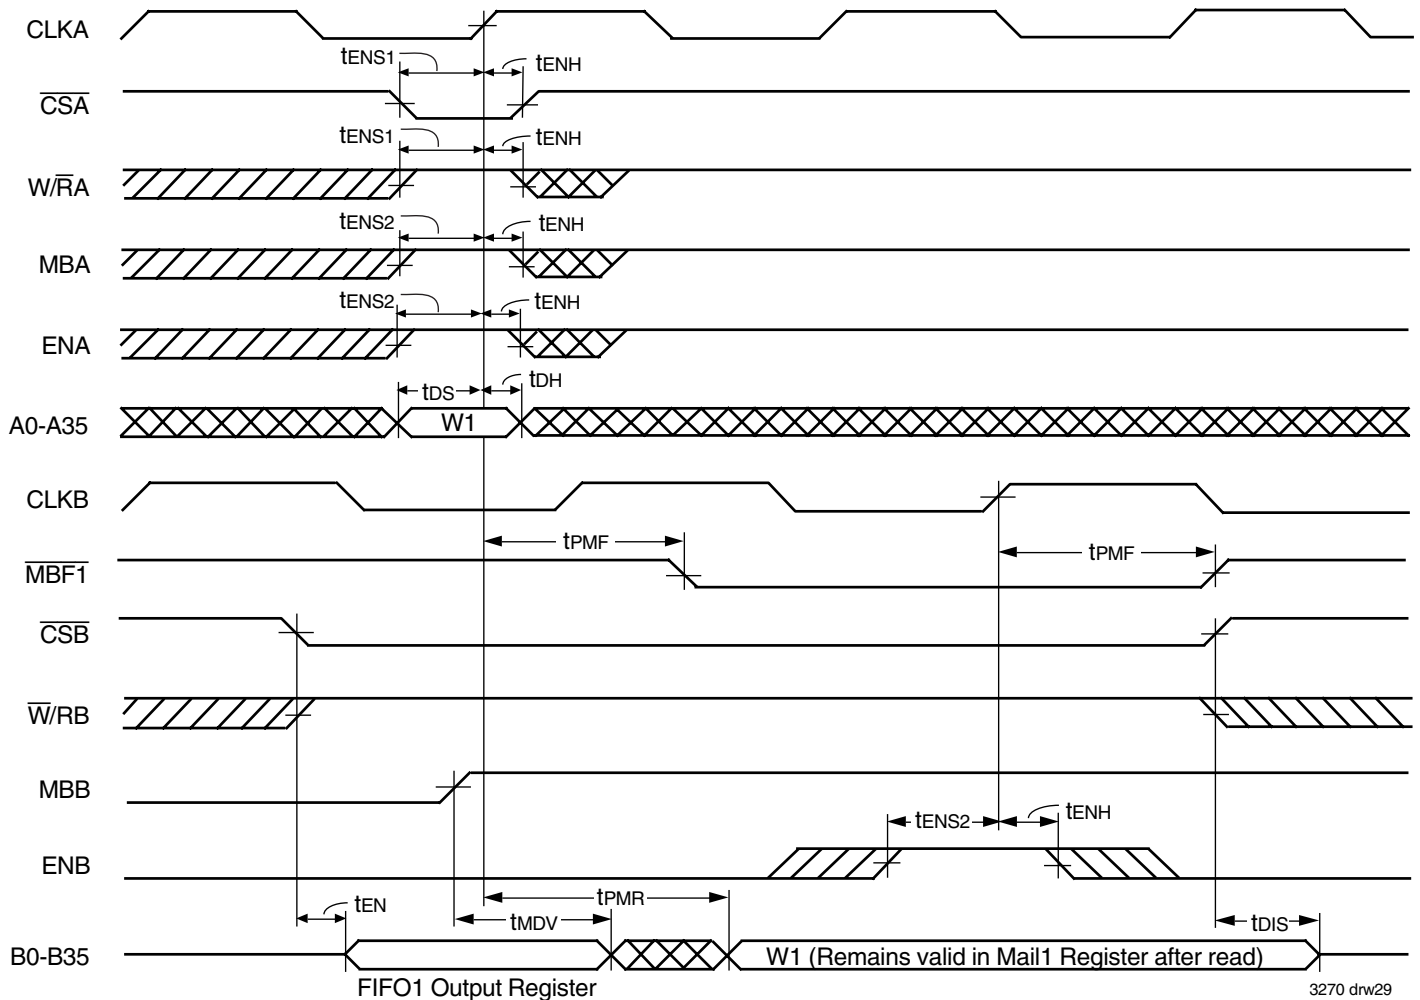 CLKA
tENS1 tENH
CSA
tENS1 tENH
W/RA
tENS2 tENH
MBA
tENS2 tENH
ENA
tDS tDH
A0-A35 W1
CLKB
tPMF tPMF
MBF1
CSB
W/RB
MBB
tENS2 tENH
ENB
tEN tPMR
tMDV tDIS
B0-B35 W1 (Remains valid in Mail1 Register after read)
FIFO1 Output Register 3270 drw29